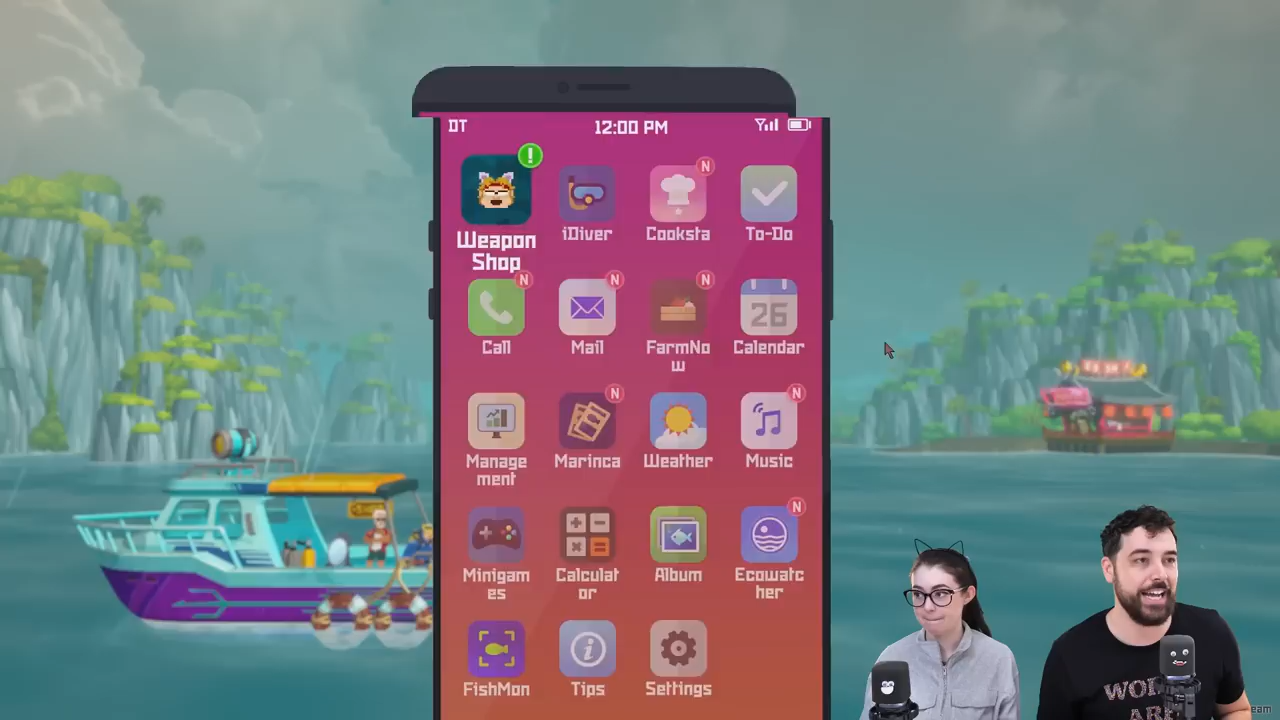 DT 12:00 PM
!
Weapon
Shop
iDiver
N
Cooksta
To-Do
N
Call
N
Mail
N
FarmNo
w
26
Calendar
Manage
ment
N
Marinca
Weather
N
Music
Minigam
es
Calculat
or
Album
N
Ecowatc
her
FishMon
Tips
Settings
eam